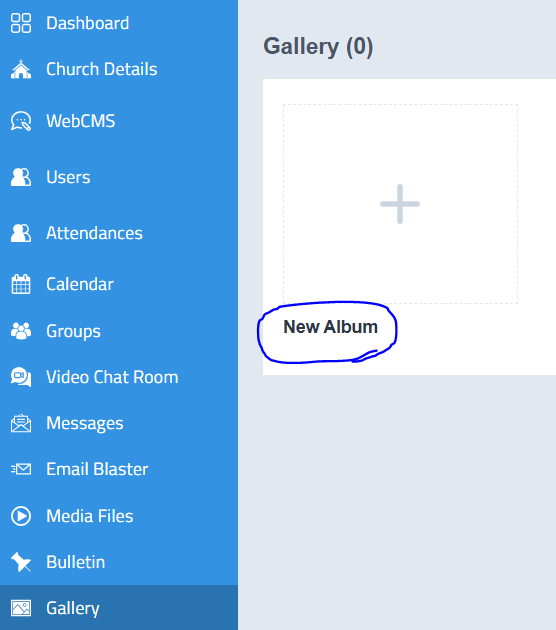 Dashboard
Church Details
WebCMS
Users
Attendances
Calendar
Groups
Video Chat Room
Messages
Email Blaster
Media Files
Bulletin
Gallery
Gallery (0)
New Album